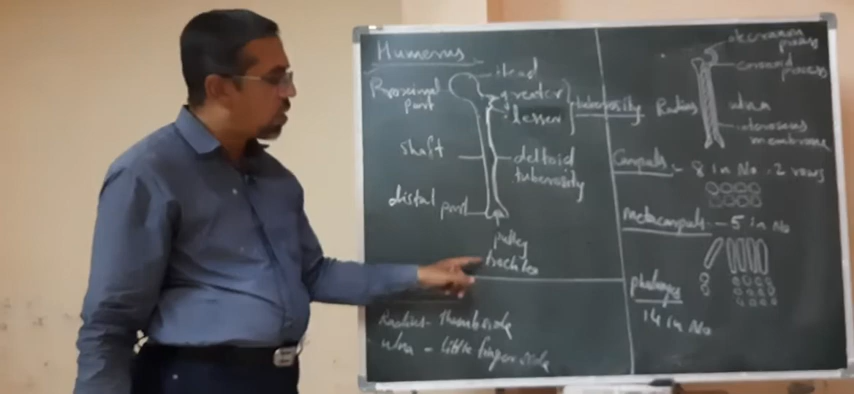 Humerus
Proximal part
Head
greater
lesser
tuberosity
shaft
deltoid
tuberosity
distal part
pulley
trochlea
Radius - Thumb side
ulna - little finger side
olecranon process
coronoid process
Radius
ulna
interosseous
membrane
Carpals - 8 in No - 2 rows
metacarpals - 5 in No
phalanges
14 in No